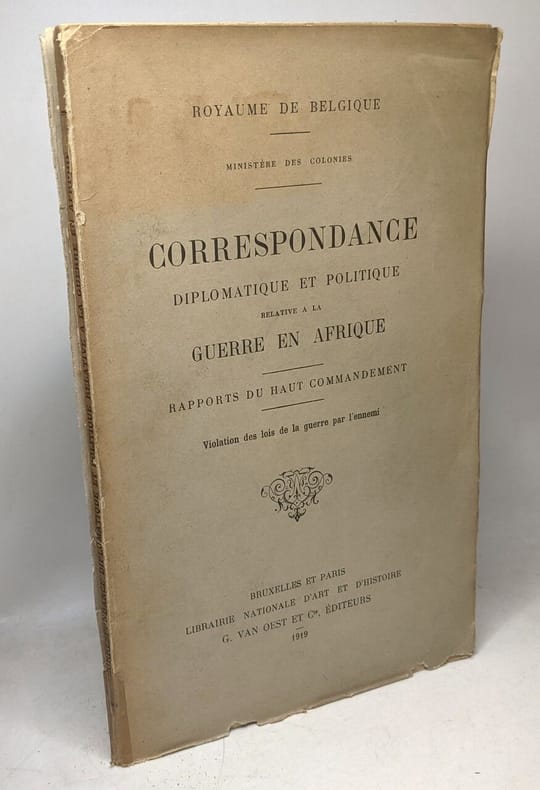 ROYAUME DE BELGIQUE
MINISTÈRE DES COLONIES
CORRESPONDANCE
DIPLOMATIQUE ET POLITIQUE
RELATIVE A LA
GUERRE EN AFRIQUE
RAPPORTS DU HAUT COMMANDEMENT
Violation des lois de la guerre par l'ennemi
BRUXELLES ET PARIS
LIBRAIRIE NATIONALE D'ART ET D'HISTOIRE
G. VAN OEST ET Cie, ÉDITEURS
1919